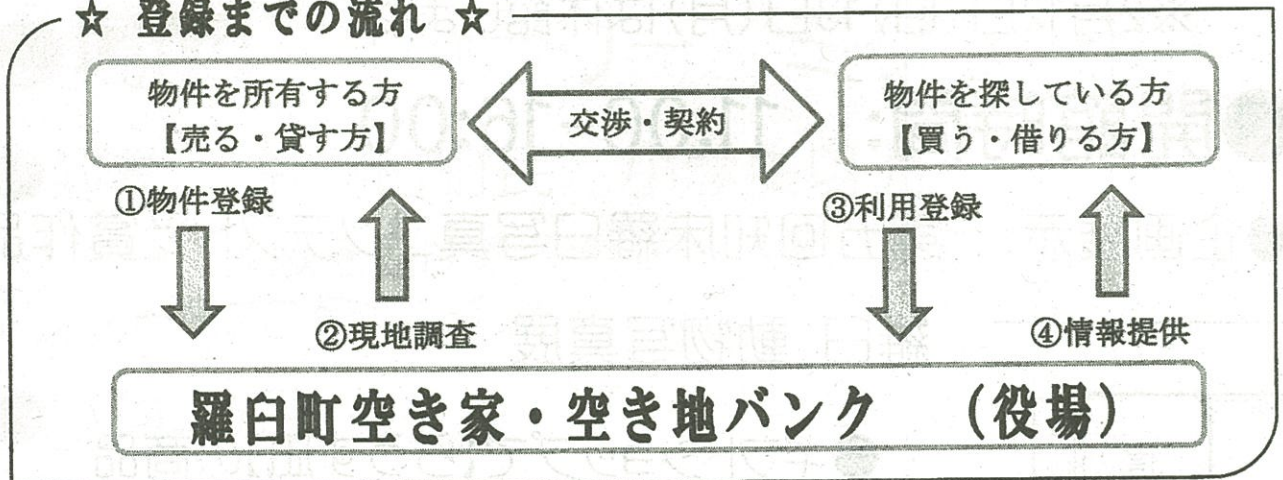 ☆ 登録までの流れ ☆
物件を所有する方
【売る・貸す方】
交渉・契約
物件を探している方
【買う・借りる方】
①物件登録
③利用登録
②現地調査
④情報提供
羅臼町空き家・空き地バンク （役場）